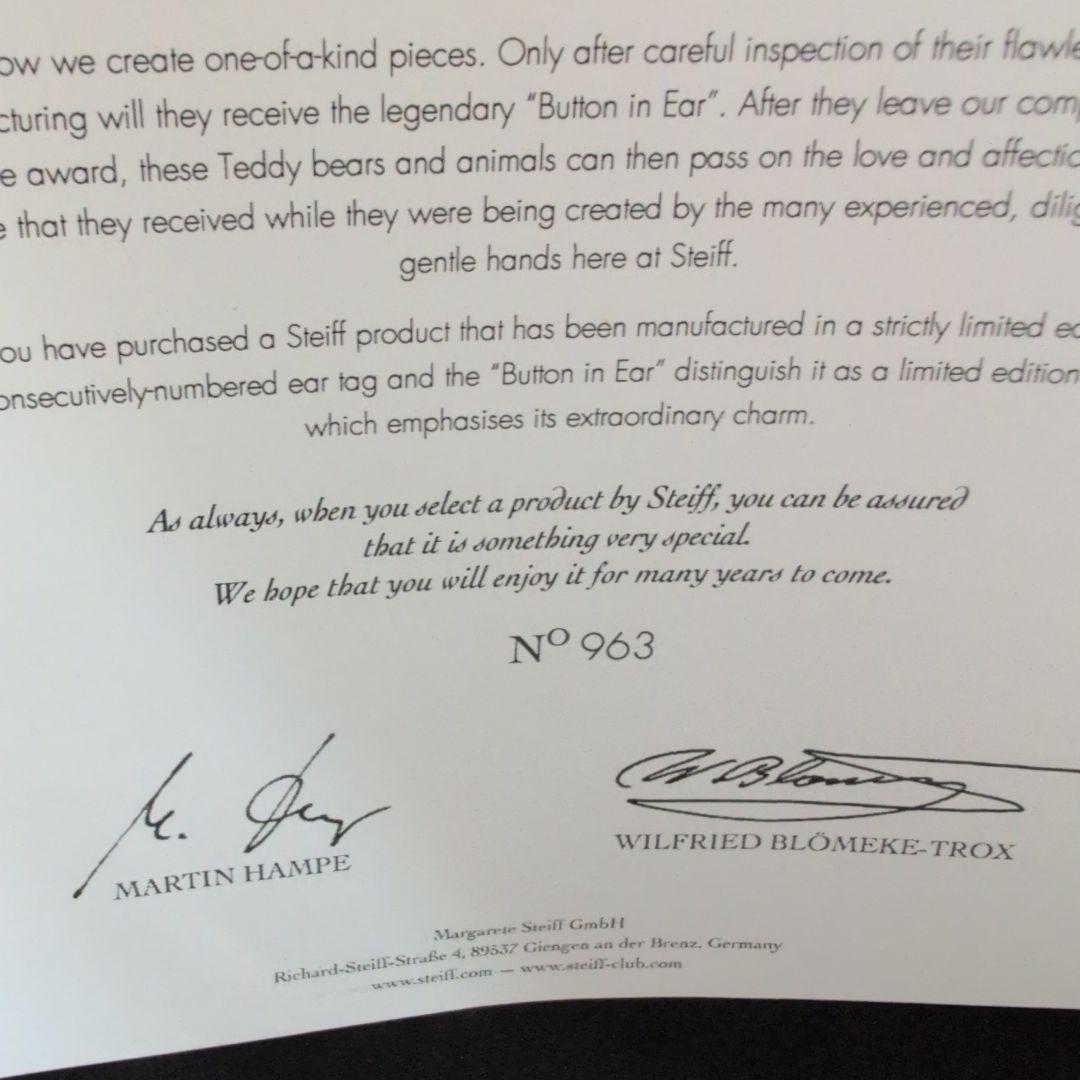 ow we create one-of-a-kind pieces. Only after careful inspection of their flawle
cturing will they receive the legendary “Button in Ear”. After they leave our comp
e award, these Teddy bears and animals can then pass on the love and affectio
e that they received while they were being created by the many experienced, dilig
gentle hands here at Steiff.
ou have purchased a Steiff product that has been manufactured in a strictly limited ed
onsecutively-numbered ear tag and the “Button in Ear” distinguish it as a limited edition
which emphasises its extraordinary charm.
As always, when you select a product by Steiff, you can be assured
that it is something very special.
We hope that you will enjoy it for many years to come.
Nº 963
MARTIN HAMPE
WILFRIED BLÖMEKE-TROX
Margarete Steiff GmbH
Richard-Steiff-Straße 4, 89537 Giengen an der Brenz, Germany
www.steiff.com — www.steiff-club.com